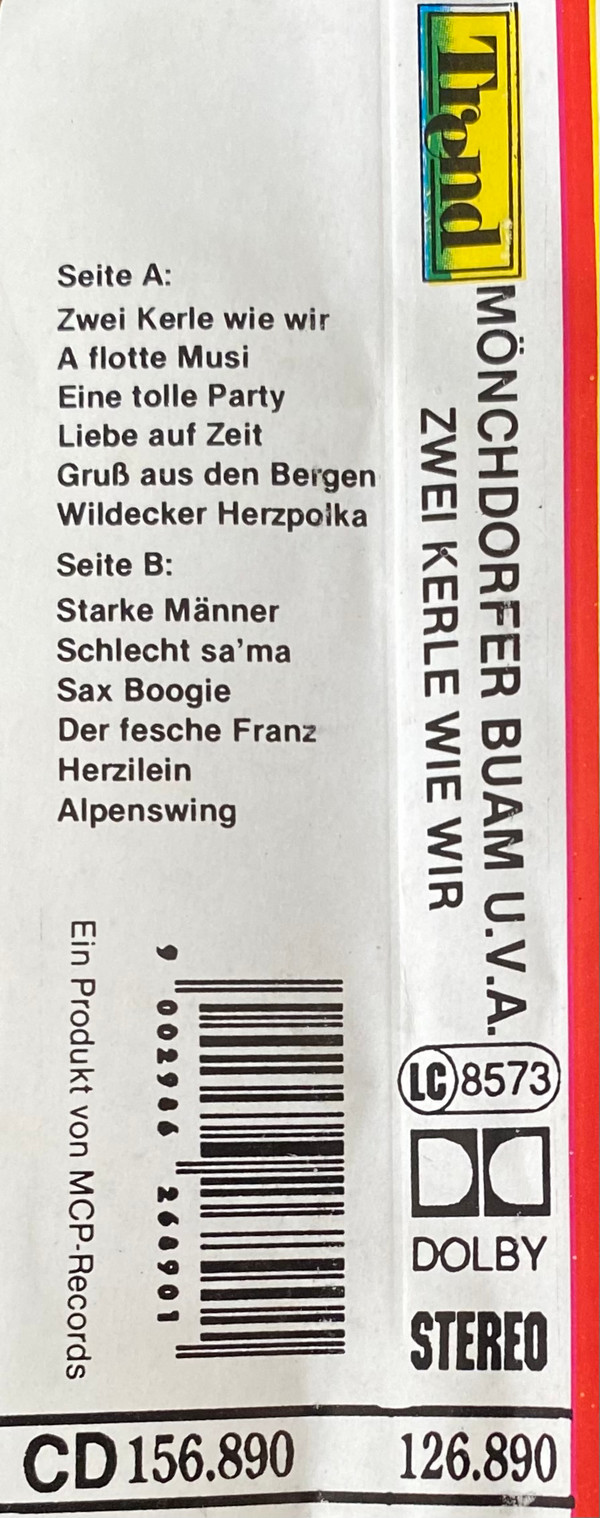 Trend
MÖNCHDORFER BUAM U.V.A.
ZWEI KERLE WIE WIR
Seite A:
Zwei Kerle wie wir
A flotte Musi
Eine tolle Party
Liebe auf Zeit
Gruß aus den Bergen
Wildecker Herzpolka
Seite B:
Starke Männer
Schlecht sa'ma
Sax Boogie
Der fesche Franz
Herzilein
Alpenswing
Ein Produkt von MCP-Records
9 002986 268901
LC 8573
DOLBY
STEREO
CD 156.890
126.890